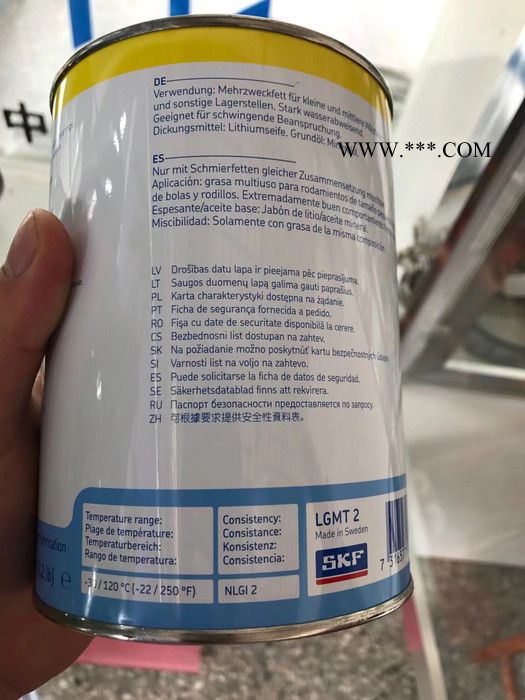 中
DE
Verwendung: Mehrzweckfett für kleine und mittlere
und sonstige Lagerstellen. Stark wasserabweisend.
Geeignet für schwingende Beanspruchung.
Dickungsmittel: Lithiumseife. Grundöl:
WWW.***.COM
Nur mit Schmierfetten gleicher Zusammensetzung mischbar
ES
Aplicación: grasa multiuso para rodamientos de tamaño
de bolas y rodillos. Extremadamente buen comportamiento
Espesante/aceite base: Jabón de litio/aceite mineral.
Miscibilidad: Solamente con grasa de la misma composición
LV Drošības datu lapa ir pieejama pēc pieprasījuma.
LT Saugos duomenų lapą galima gauti paprašius.
PL Karta charakterystyki dostępna na żądanie.
PT Ficha de segurança fornecida a pedido.
RO Fişa cu date de securitate disponibilă la cerere.
CS Bezbednosni list dostupan na zahtev.
SK Na požiadanie možno poskytnúť kartu bezpečnostných údajov.
SI Varnosti list na voljo na zahtevo.
ES Puede solicitarse la ficha de datos de seguridad.
SE Säkerhetsdatablad finns att rekvirera.
RU Паспорт безопасности предоставляется по запросу.
ZH 可根據要求提供安全性資料表。
Temperature range:
Plage de température:
Temperaturbereich:
Rango de temperatura:
-30/120 °C (-22/250 °F)
Consistency:
Consistance:
Konsistenz:
Consistencia:
NLGI 2
LGMT 2
Made in Sweden
SKF
lb) e